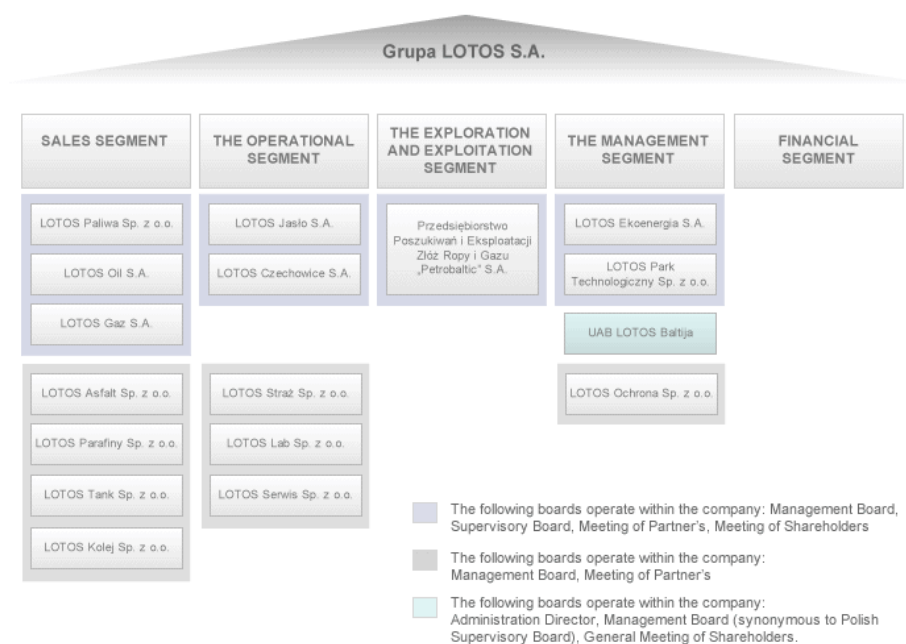 Grupa LOTOS S.A.
SALES SEGMENT
THE OPERATIONAL
SEGMENT
THE EXPLORATION
AND EXPLOITATION
SEGMENT
THE MANAGEMENT
SEGMENT
FINANCIAL
SEGMENT
LOTOS Paliwa Sp. z o.o.
LOTOS Oil S.A.
LOTOS Gaz S.A.
LOTOS Asfalt Sp. z o.o.
LOTOS Parafiny Sp. z o.o.
LOTOS Tank Sp. z o.o.
LOTOS Kolej Sp. z o.o.
LOTOS Jasło S.A.
LOTOS Czechowice S.A.
LOTOS Straż Sp. z o.o.
LOTOS Lab Sp. z o.o.
LOTOS Serwis Sp. z o.o.
Przedsiębiorstwo
Poszukiwań i Eksploatacji
Złóż Ropy i Gazu
„Petrobaltic” S.A.
LOTOS Ekoenergia S.A.
LOTOS Park
Technologiczny Sp. z o.o.
UAB LOTOS Baltija
LOTOS Ochrona Sp. z o.o.
The following boards operate within the company: Management Board,
Supervisory Board, Meeting of Partner's, Meeting of Shareholders
The following boards operate within the company:
Management Board, Meeting of Partner's
The following boards operate within the company:
Administration Director, Management Board (synonymous to Polish
Supervisory Board), General Meeting of Shareholders.